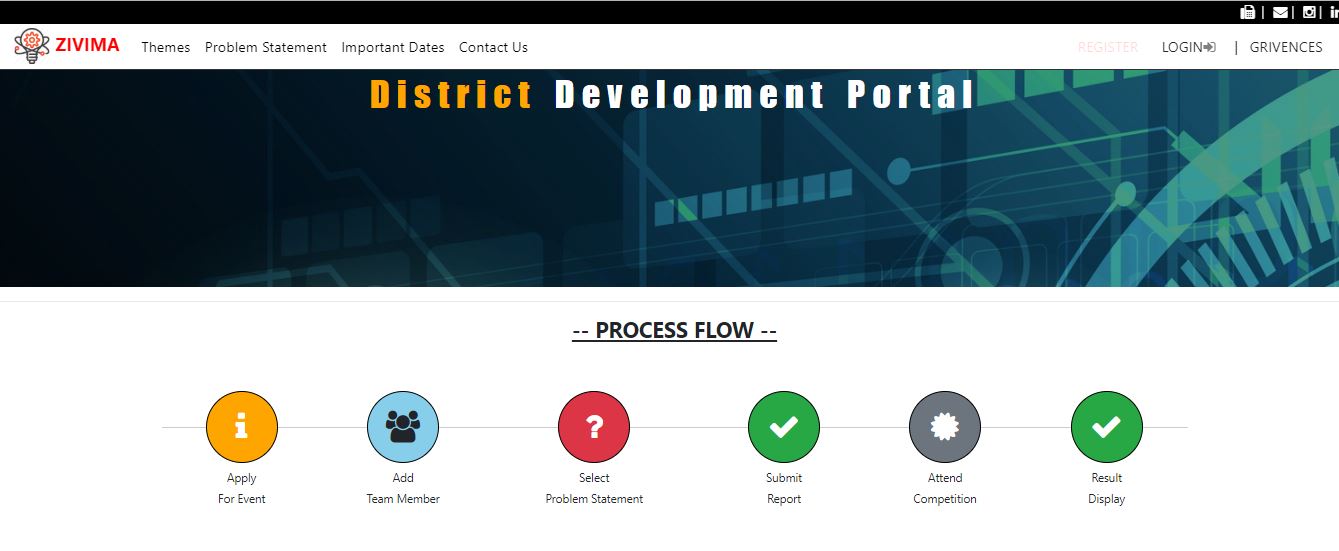 |
|
|
ZIVIMA
Themes Problem Statement Important Dates Contact Us
REGISTER LOGIN | GRIVENCES
District Development Portal
-- PROCESS FLOW --
Apply
For Event
Add
Team Member
Select
Problem Statement
Submit
Report
Attend
Competition
Result
Display